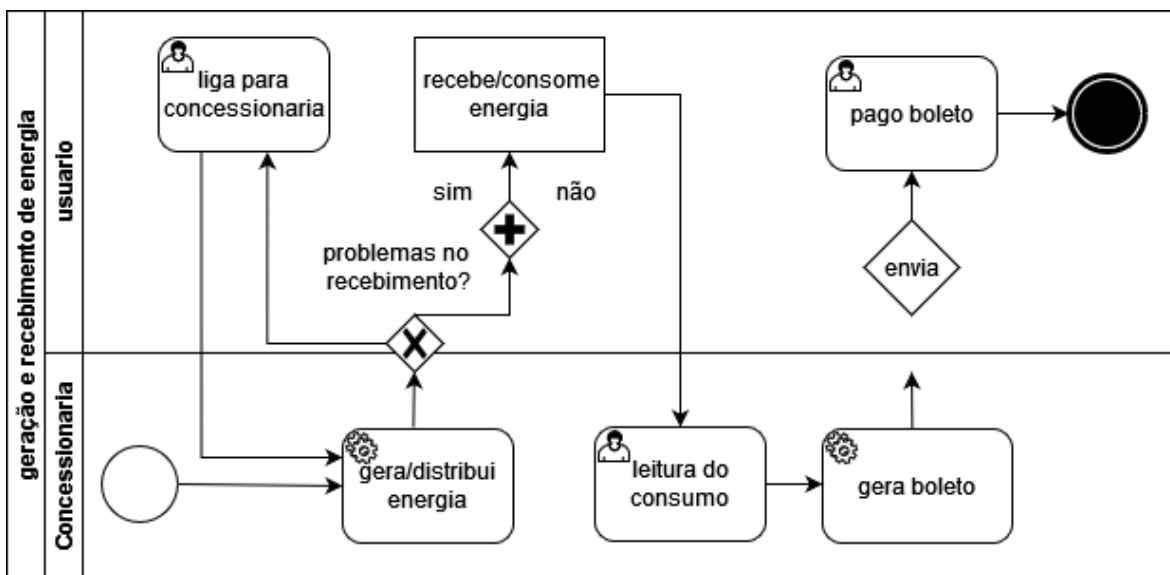 geração e recebimento de energia
usuario
liga para
concessionaria
recebe/consome
energia
sim
não
problemas no
recebimento?
pago boleto
envia
Concessionaria
gera/distribui
energia
leitura do
consumo
gera boleto